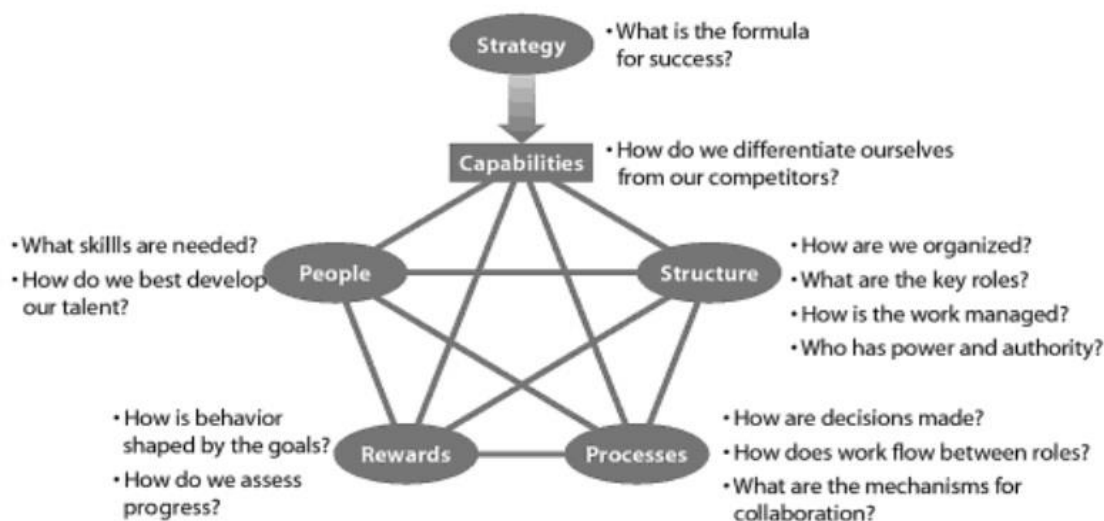 Strategy
• What is the formula
for success?
Capabilities
• How do we differentiate ourselves
from our competitors?
• What skillls are needed?
• How do we best develop
our talent?
People
Structure
• How are we organized?
• What are the key roles?
• How is the work managed?
• Who has power and authority?
• How is behavior
shaped by the goals?
• How do we assess
progress?
Rewards
Processes
• How are decisions made?
• How does work flow between roles?
• What are the mechanisms for
collaboration?